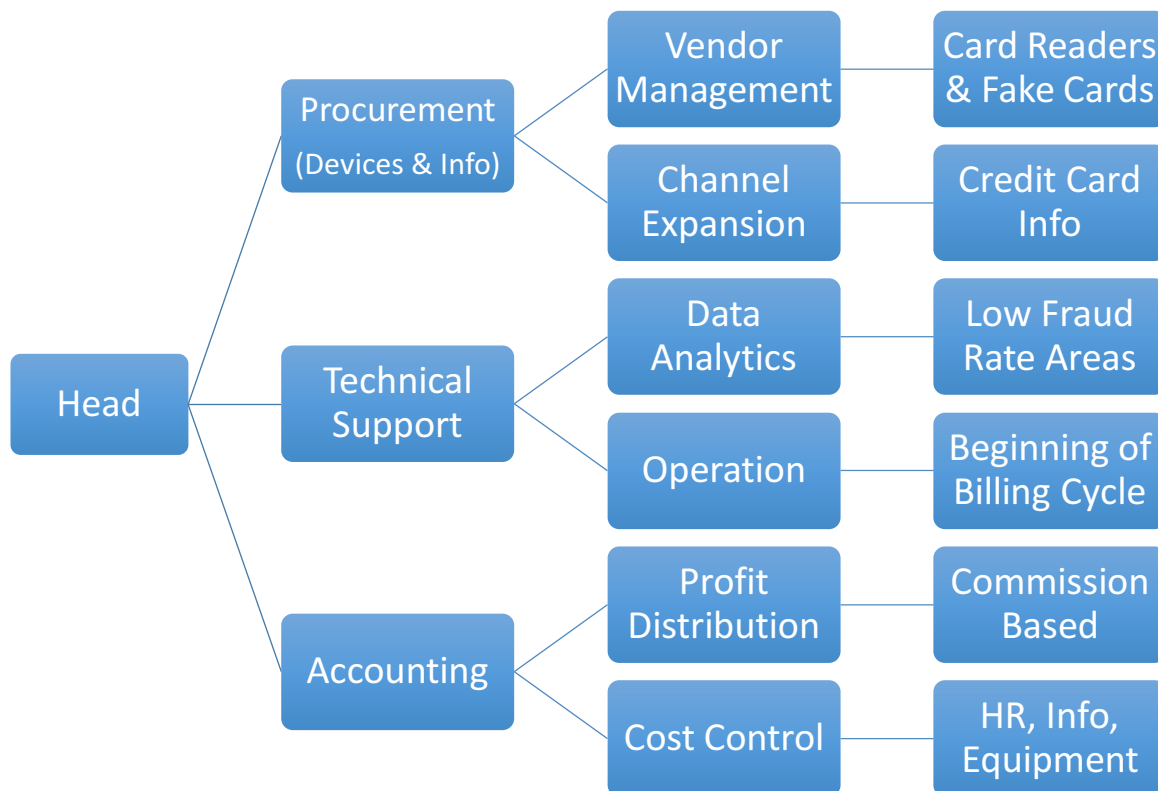 Head
Procurement
(Devices & Info)
Technical
Support
Accounting
Vendor
Management
Channel
Expansion
Data
Analytics
Operation
Profit
Distribution
Cost Control
Card Readers
& Fake Cards
Credit Card
Info
Low Fraud
Rate Areas
Beginning of
Billing Cycle
Commission
Based
HR, Info,
Equipment